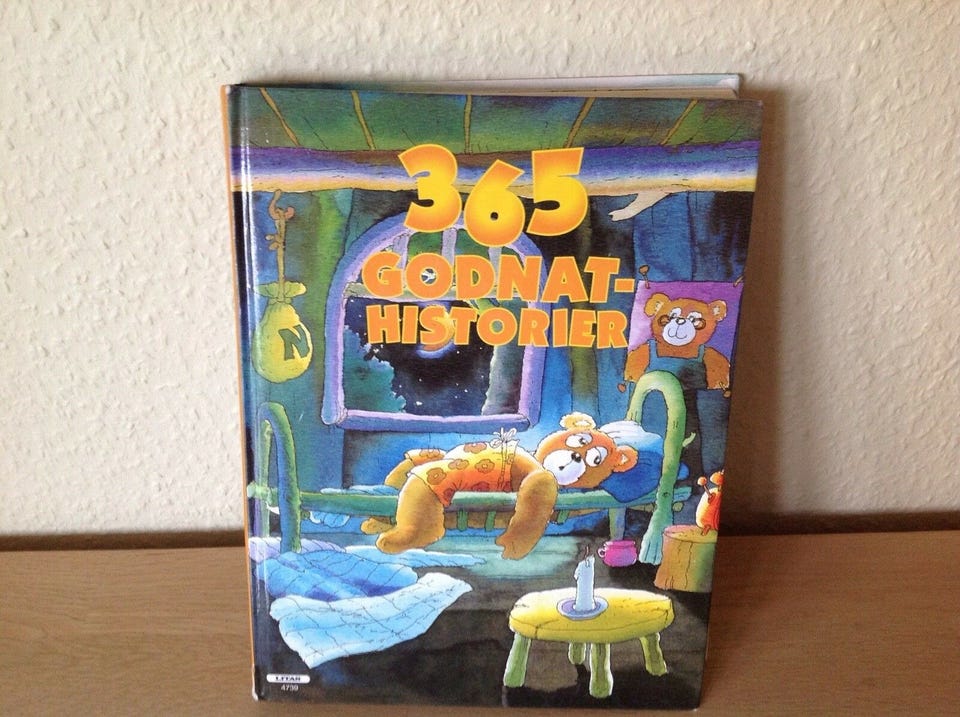 365
GODNAT-
HISTORIER
N
LITAS
4739